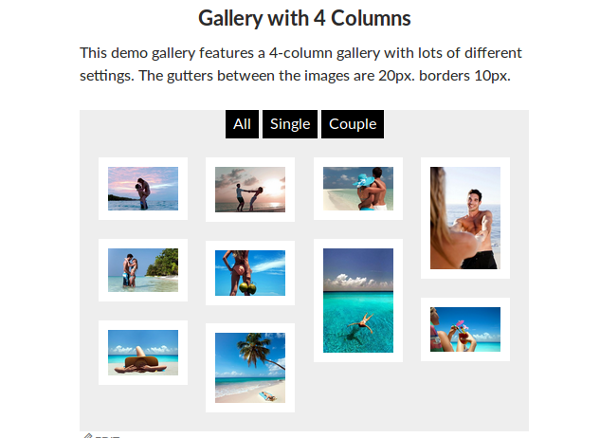 Gallery with 4 Columns
This demo gallery features a 4-column gallery with lots of different
settings. The gutters between the images are 20px. borders 10px.
All Single Couple